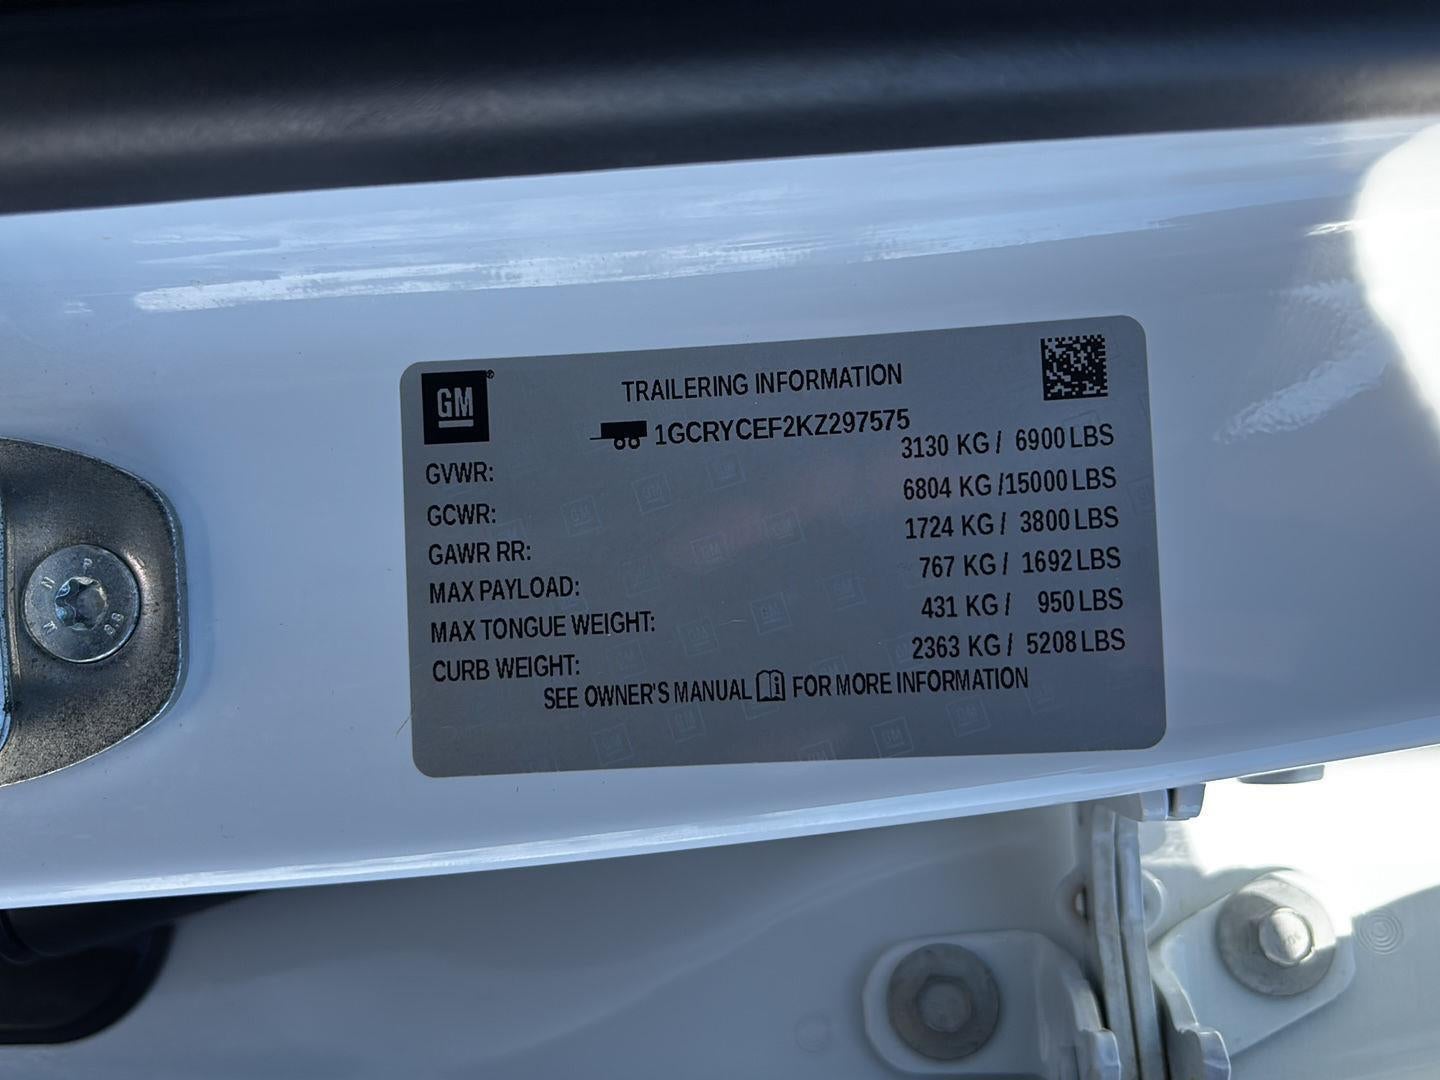 GM
TRAILERING INFORMATION
1GCRYCEF2KZ297575
GVWR: 3130 KG / 6900 LBS
GCWR: 6804 KG /15000 LBS
GAWR RR: 1724 KG / 3800 LBS
MAX PAYLOAD: 767 KG / 1692 LBS
MAX TONGUE WEIGHT: 431 KG / 950 LBS
CURB WEIGHT: 2363 KG / 5208 LBS
SEE OWNER'S MANUAL FOR MORE INFORMATION